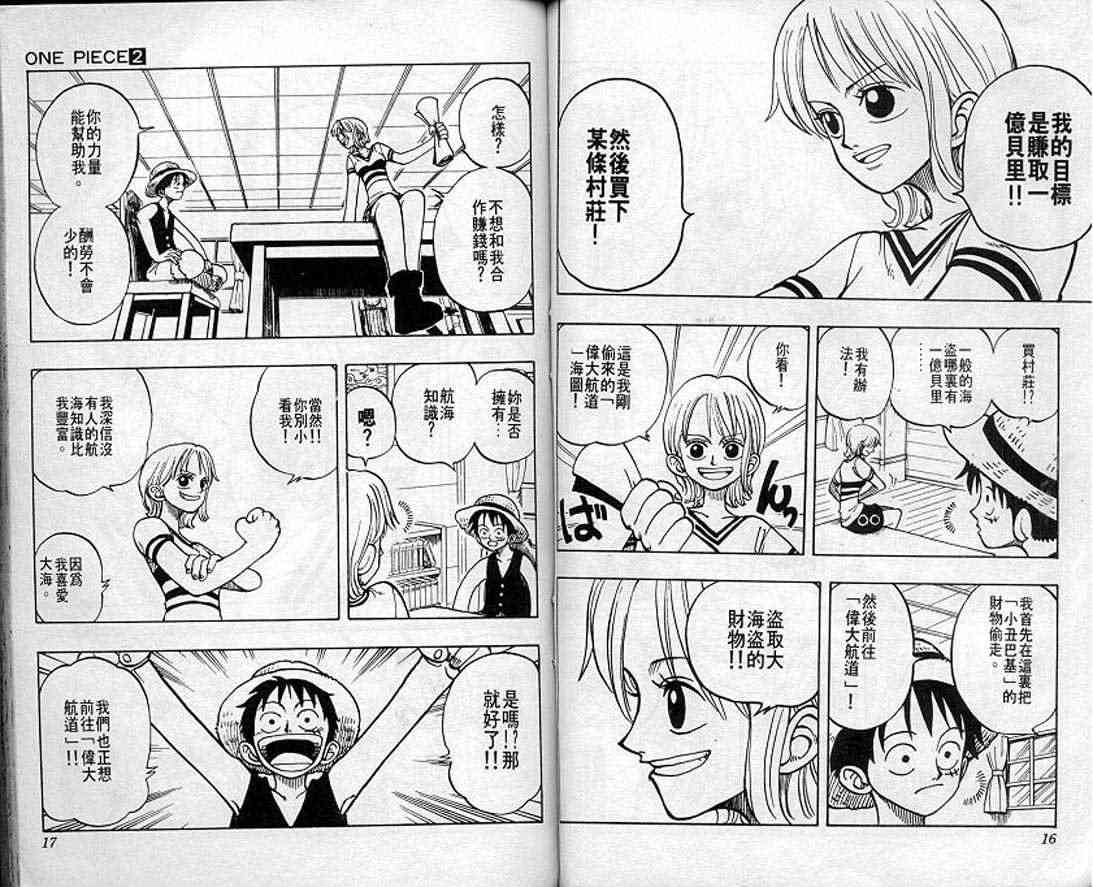 我的目標
是賺取一
億貝里!!
然後買下
某條村莊！
買村莊!?
一般的海
盜哪裏有
一億貝里
……
我有辦
法！
你看！
這是我剛
偷來的「
偉大航道
」海圖！
ばんっ
我首先在這裏把
「小丑巴基」的
財物偷走。
然後前往
「偉大航道」！
盜取大
海盜的
財物!!
16
ONE PIECE 2
怎樣？
不想和我合
作賺錢嗎？
你的力量
能幫助我。
酬勞不會
少的！
妳是否
擁有…
航海
知識？
嗯？
當然!!
你別小
看我！
我深信沒
有人的航
海知識比
我豐富。
因爲
我喜愛
大海。
是嗎!?那
就好了!!
我們也正想
前往「偉大
航道」!!
17